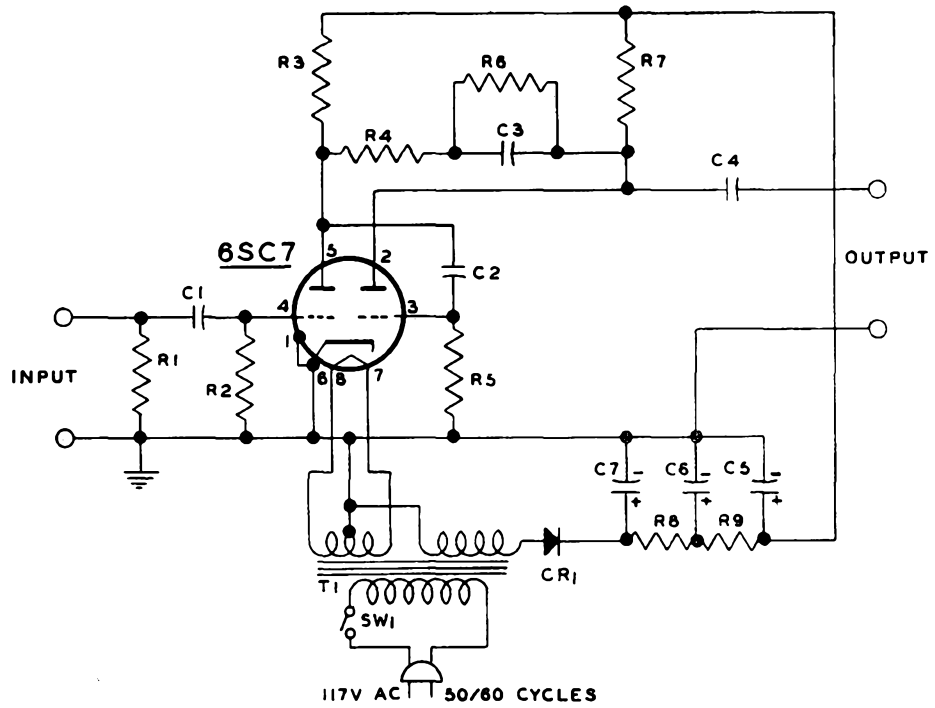 R3
R6
R7
R4
C3
C4
6SC7
5
2
C2
OUTPUT
C1
4
3
1
R1
R2
6
8
7
R5
INPUT
C7
-
+
C6
-
+
C5
-
+
R8
R9
T1
CR1
SW1
117V AC
50/60 CYCLES